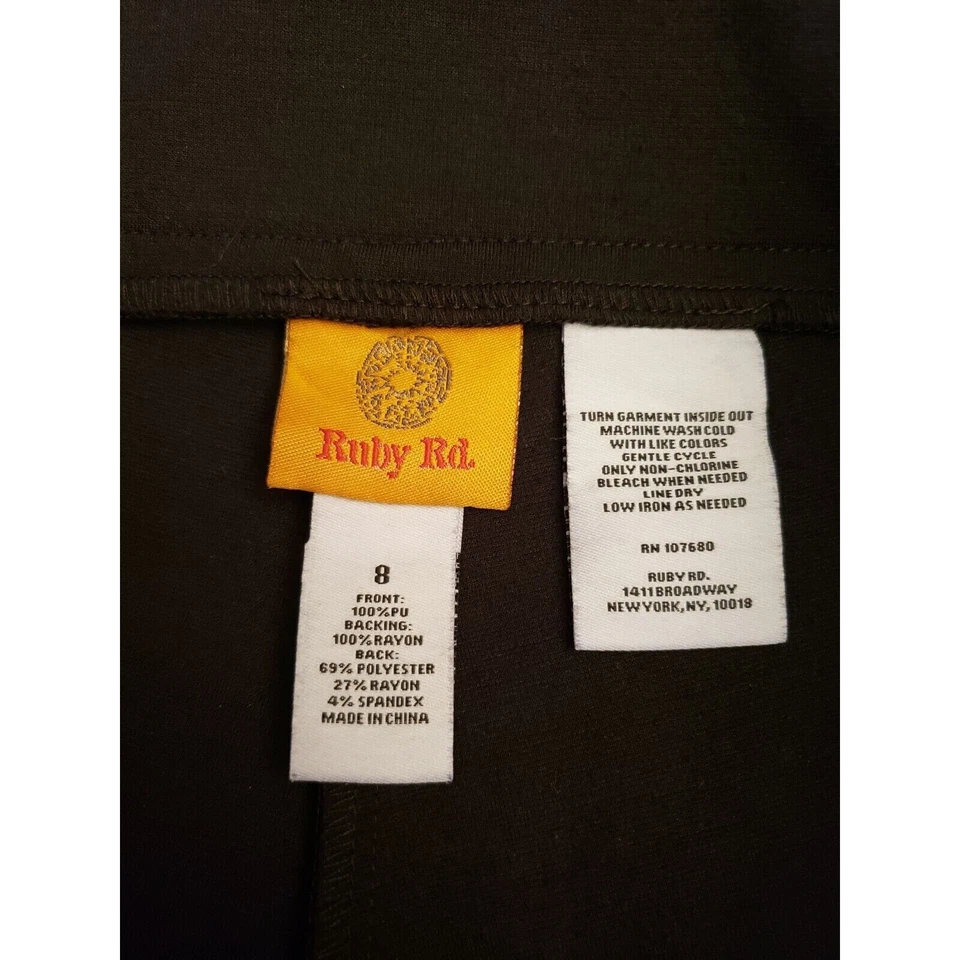 Ruby Rd.
8
FRONT:
100%PU
BACKING:
100%RAYON
BACK:
69% POLYESTER
27% RAYON
4% SPANDEX
MADE IN CHINA
TURN GARMENT INSIDE OUT
MACHINE WASH COLD
WITH LIKE COLORS
GENTLE CYCLE
ONLY NON-CHLORINE
BLEACH WHEN NEEDED
LINE DRY
LOW IRON AS NEEDED
RN 107680
RUBY RD.
1411 BROADWAY
NEW YORK, NY, 10018